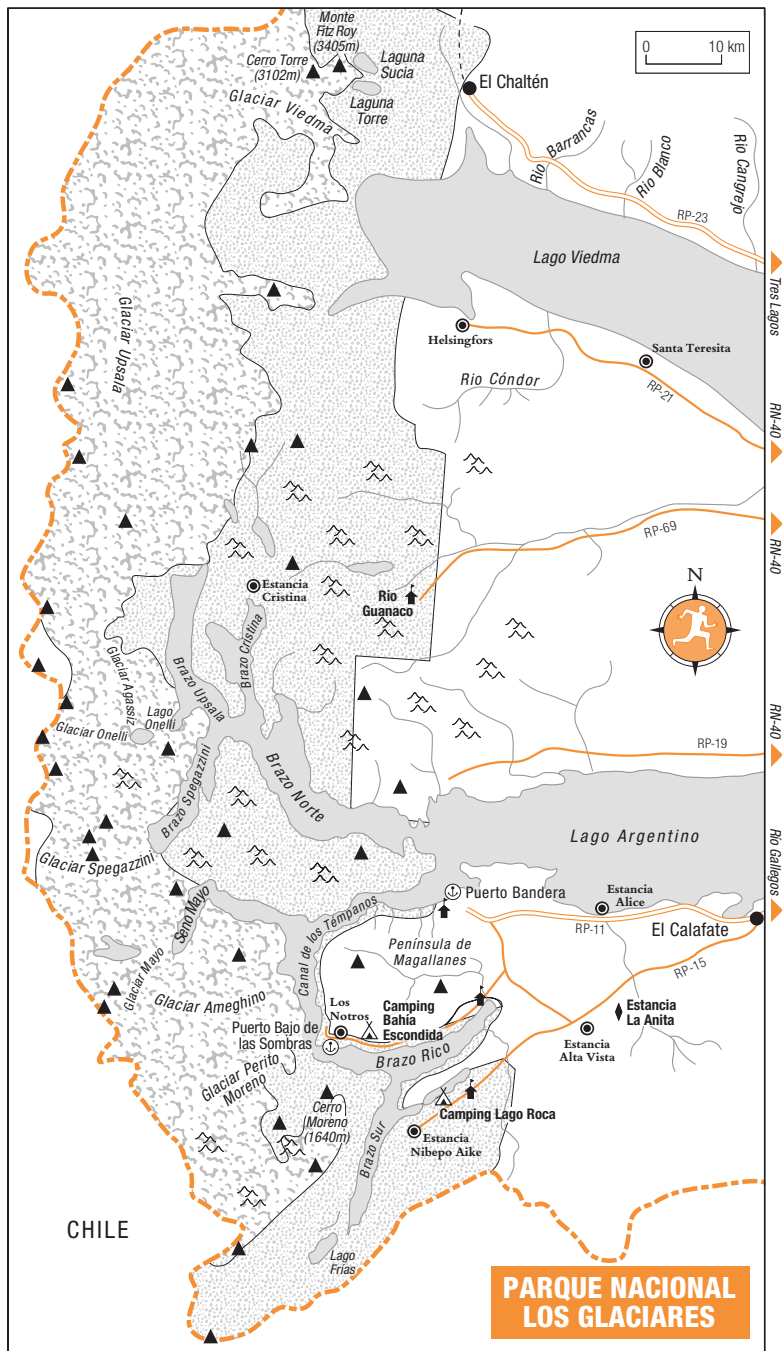 Monte
Fitz Roy
(3405m)
Cerro Torre
(3102m)
Laguna
Sucia
Laguna
Torre
Glaciar Viedma
0 10 km
El Chaltén
Rio Barrancas
Rio Blanco
Rio Cangrejo
RP-23
Lago Viedma
Tres Lagos
Glaciar Upsala
Helsingfors
Santa Teresita
Rio Cóndor
RP-21
RN-40
RP-69
RN-40
Estancia
Cristina
Río
Guanaco
N
Brazo Cristina
Brazo Upsala
Glaciar Agassiz
Lago
Onelli
Glaciar Onelli
RN-40
RP-19
Brazo Norte
Brazo Spegazzini
Glaciar Spegazzini
Lago Argentino
Río Gallegos
Puerto Bandera
Estancia
Alice
El Calafate
RP-11
RP-15
Seno Mayo
Canal de los Témpanos
Península de
Magallanes
Glaciar Mayo
Glaciar Ameghino
Los
Notros
Camping
Bahía
Escondida
Estancia
La Anita
Puerto Bajo de
las Sombras
Brazo Rico
Estancia
Alta Vista
Glaciar Perito
Moreno
Cerro
Moreno
(1640m)
Camping Lago Roca
Brazo Sur
Estancia
Nibepo Aike
CHILE
Lago
Frías
PARQUE NACIONAL
LOS GLACIARES